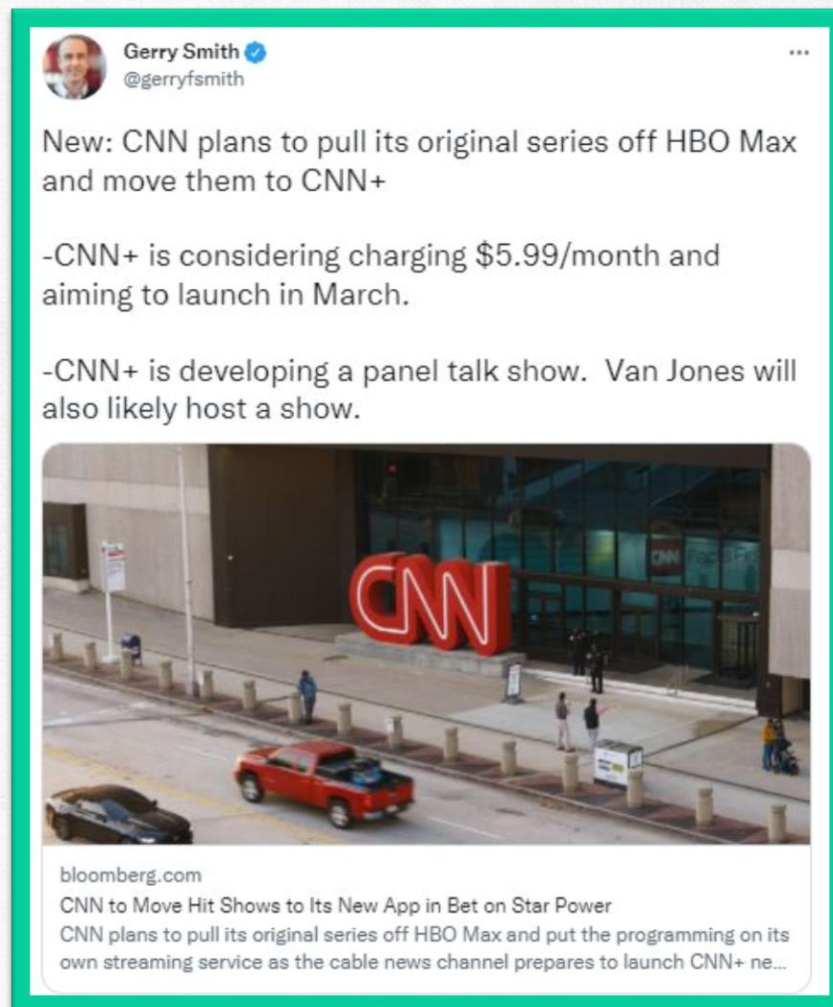 Gerry Smith
@gerryfsmith
New: CNN plans to pull its original series off HBO Max
and move them to CNN+
-CNN+ is considering charging $5.99/month and
aiming to launch in March.
-CNN+ is developing a panel talk show.  Van Jones will
also likely host a show.
CNN
CNN Facts First
bloomberg.com
CNN to Move Hit Shows to Its New App in Bet on Star Power
CNN plans to pull its original series off HBO Max and put the programming on its
own streaming service as the cable news channel prepares to launch CNN+ ne...